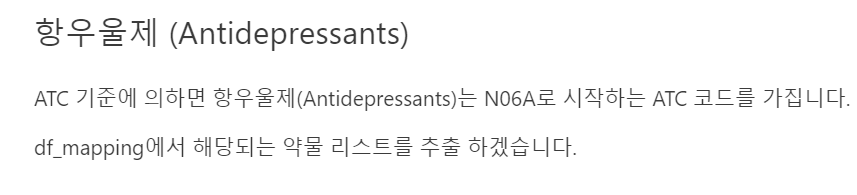 항우울제 (Antidepressants)
ATC 기준에 의하면 항우울제(Antidepressants)는 N06A로 시작하는 ATC 코드를 가집니다.
df_mapping에서 해당되는 약물 리스트를 추출 하겠습니다.